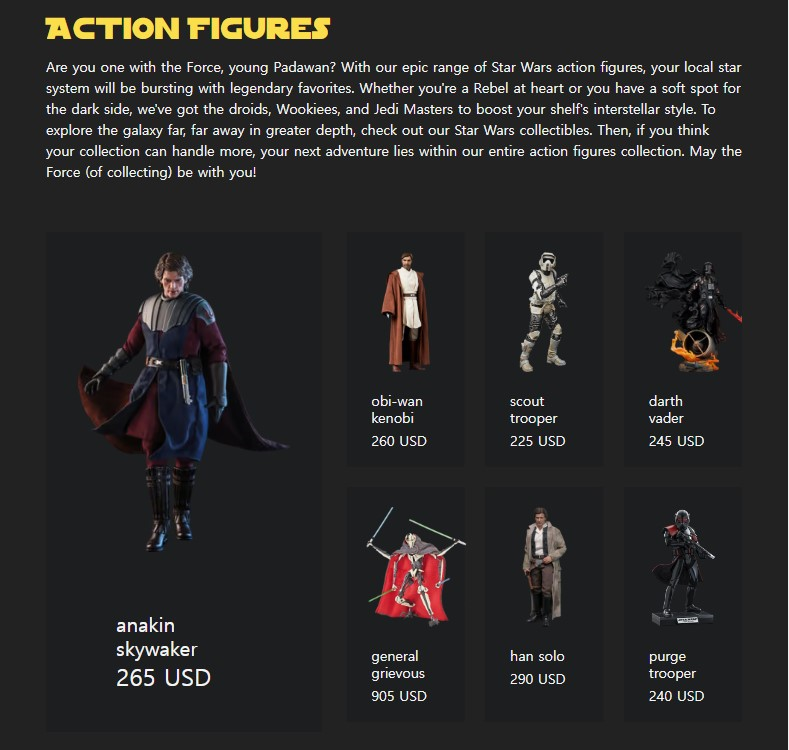 ACTION FIGURES
Are you one with the Force, young Padawan? With our epic range of Star Wars action figures, your local star
system will be bursting with legendary favorites. Whether you're a Rebel at heart or you have a soft spot for
the dark side, we've got the droids, Wookiees, and Jedi Masters to boost your shelf's interstellar style. To
explore the galaxy far, far away in greater depth, check out our Star Wars collectibles. Then, if you think
your collection can handle more, your next adventure lies within our entire action figures collection. May the
Force (of collecting) be with you!
anakin
skywaker
265 USD
obi-wan
kenobi
260 USD
scout
trooper
225 USD
darth
vader
245 USD
general
grievous
905 USD
han solo
290 USD
purge
trooper
240 USD